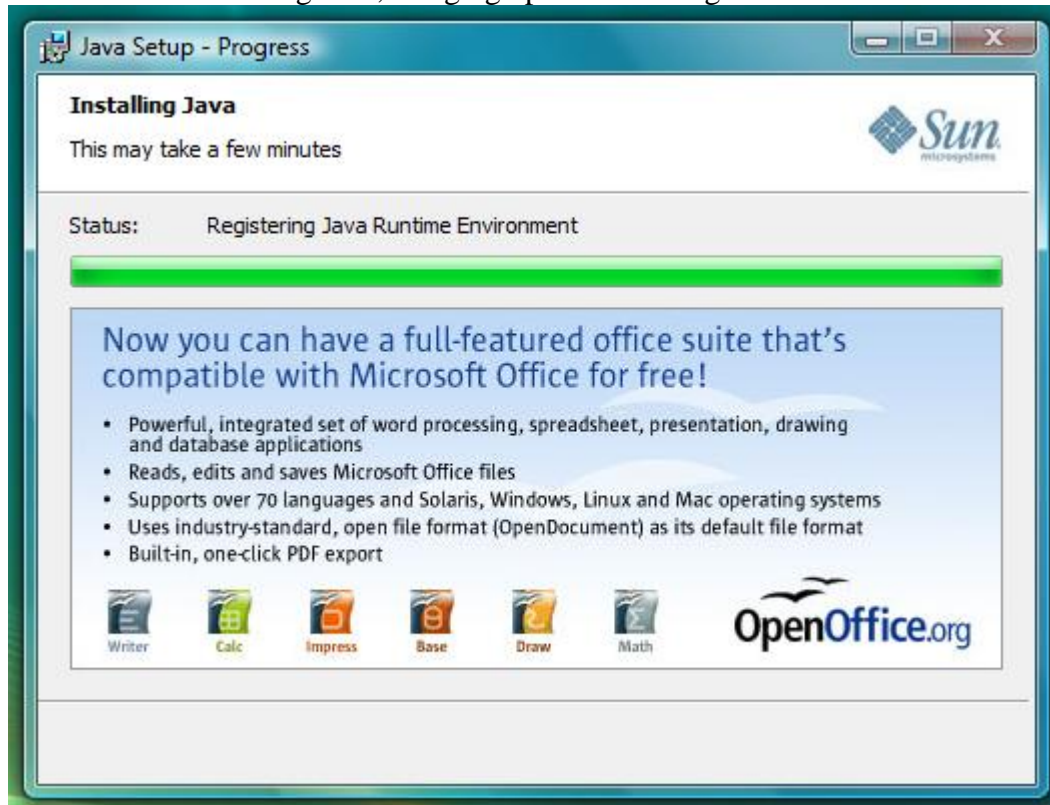 Java Setup - Progress
Installing Java
This may take a few minutes
Sun
microsystems
Status: Registering Java Runtime Environment
Now you can have a full-featured office suite that's
compatible with Microsoft Office for free!
• Powerful, integrated set of word processing, spreadsheet, presentation, drawing
and database applications
• Reads, edits and saves Microsoft Office files
• Supports over 70 languages and Solaris, Windows, Linux and Mac operating systems
• Uses industry-standard, open file format (OpenDocument) as its default file format
• Built-in, one-click PDF export
Writer Calc Impress Base Draw Math
OpenOffice.org